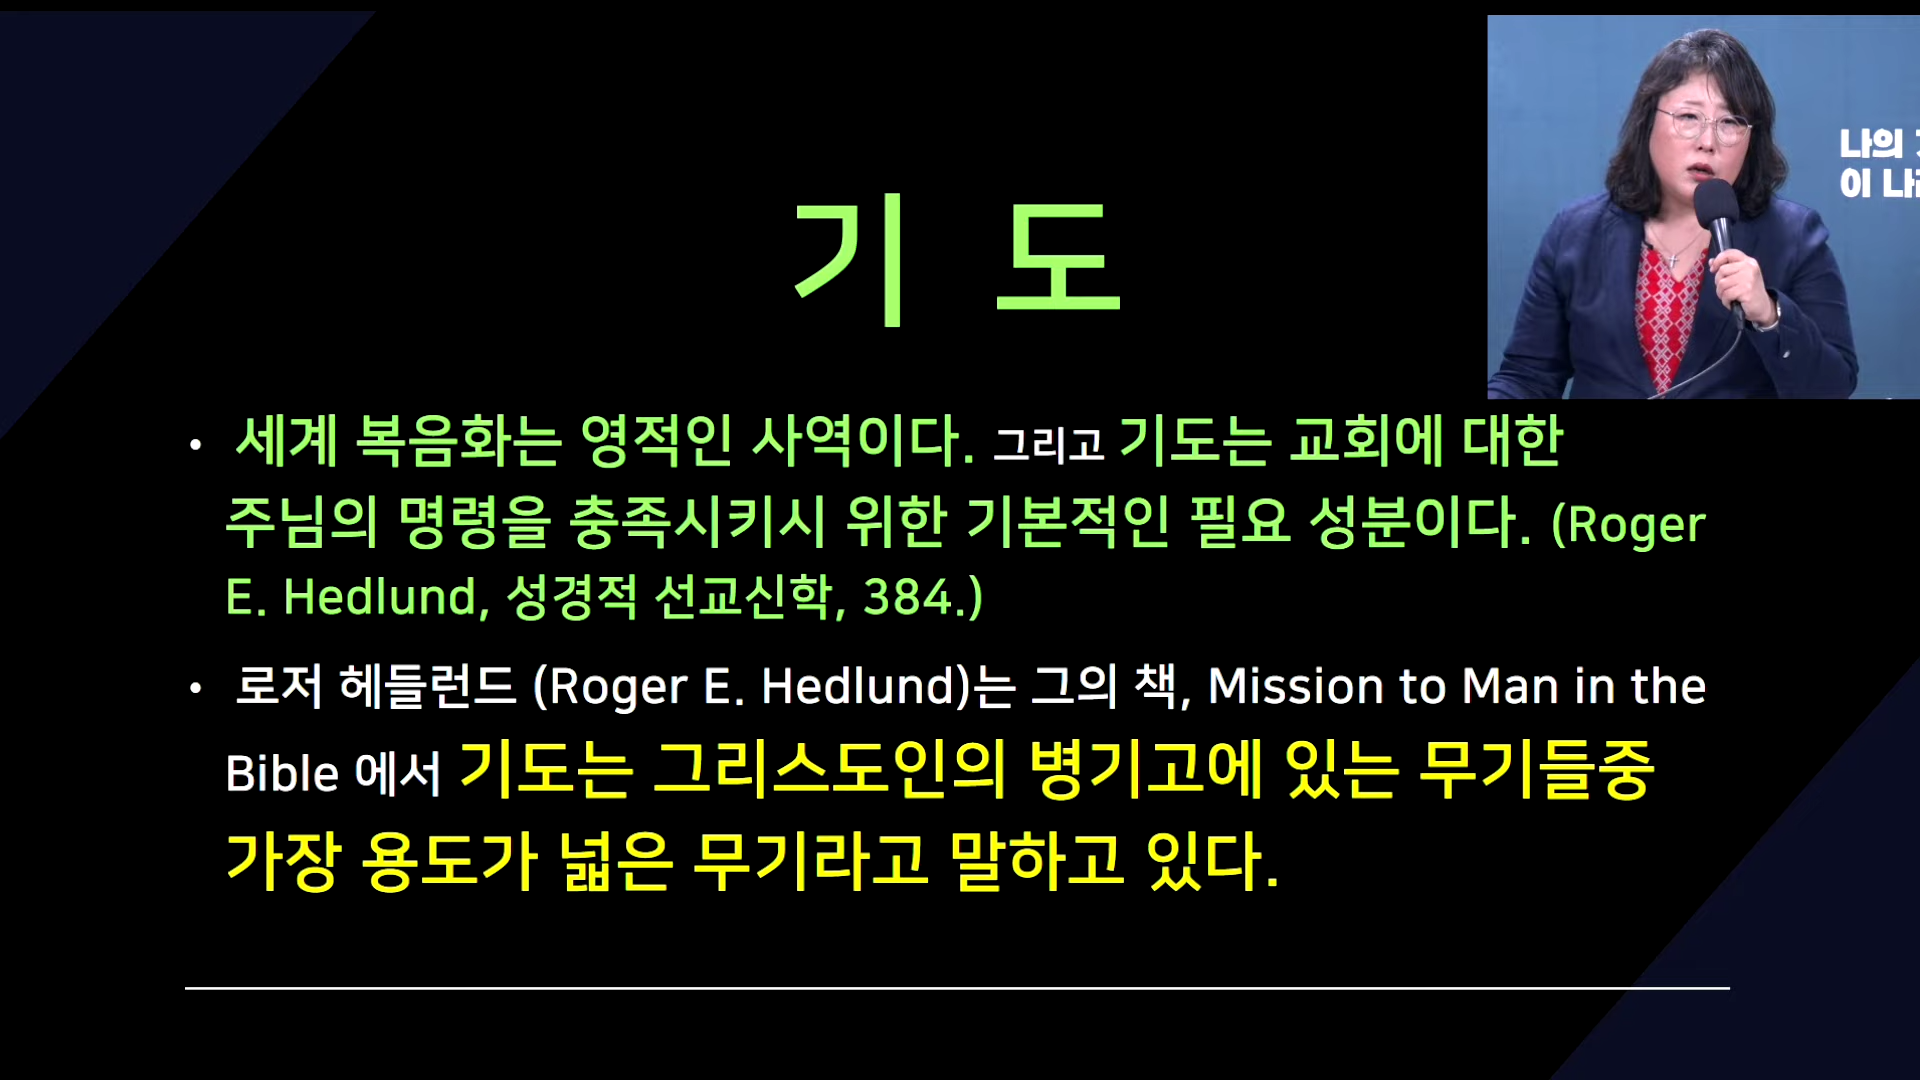 기 도
• 세계 복음화는 영적인 사역이다. 그리고 기도는 교회에 대한
주님의 명령을 충족시키시 위한 기본적인 필요 성분이다. (Roger
E. Hedlund, 성경적 선교신학, 384.)
• 로저 헤들런드 (Roger E. Hedlund)는 그의 책, Mission to Man in the
Bible 에서 기도는 그리스도인의 병기고에 있는 무기들중
가장 용도가 넓은 무기라고 말하고 있다.
나의
이 나